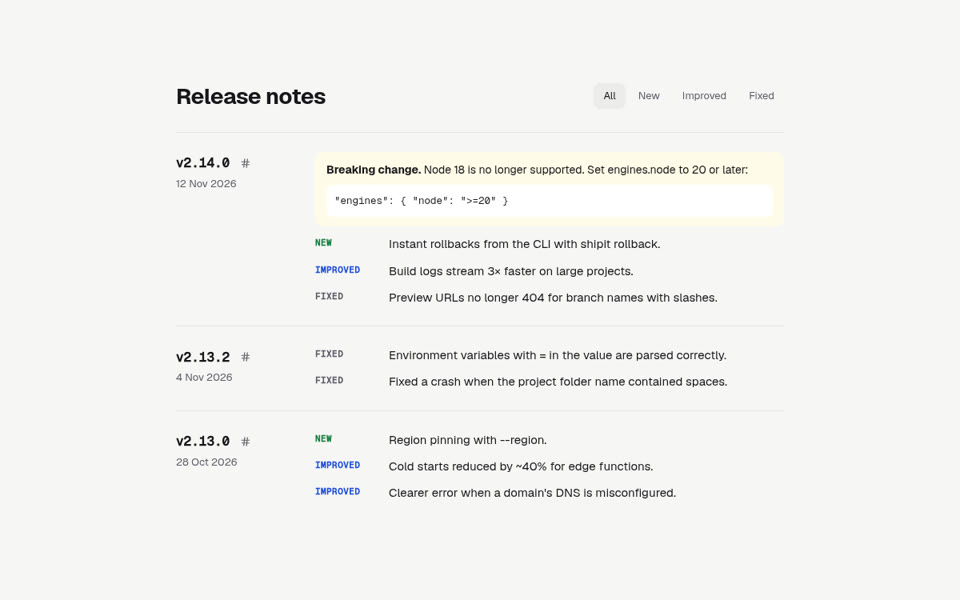 Release notes
All New Improved Fixed
v2.14.0 #
12 Nov 2026
Breaking change. Node 18 is no longer supported. Set engines.node to 20 or later:
"engines": { "node": ">=20" }
NEW Instant rollbacks from the CLI with shipit rollback.
IMPROVED Build logs stream 3× faster on large projects.
FIXED Preview URLs no longer 404 for branch names with slashes.
v2.13.2 #
4 Nov 2026
FIXED Environment variables with = in the value are parsed correctly.
FIXED Fixed a crash when the project folder name contained spaces.
v2.13.0 #
28 Oct 2026
NEW Region pinning with --region.
IMPROVED Cold starts reduced by ~40% for edge functions.
IMPROVED Clearer error when a domain's DNS is misconfigured.